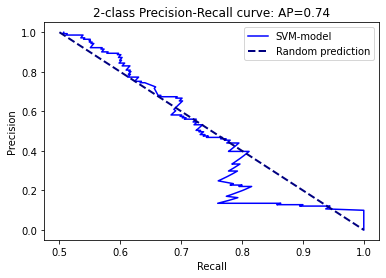 2-class Precision-Recall curve: AP=0.74
SVM-model
Random prediction
Precision
1.0
0.8
0.6
0.4
0.2
0.0
0.5
0.6
0.7
0.8
0.9
1.0
Recall